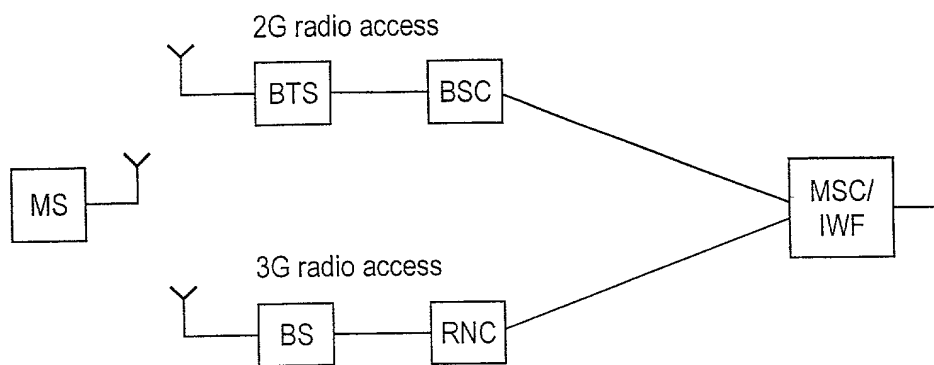 2G radio access
BTS
BSC
MS
MSC/
IWF
3G radio access
BS
RNC